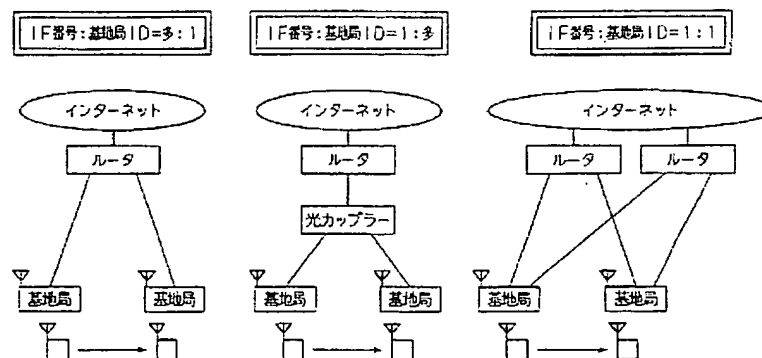 IF番号:基地局ID=多:1
IF番号:基地局ID=1:多
IF番号:基地局ID=1:1
インターネット
インターネット
インターネット
ルータ
ルータ
ルータ
ルータ
光カップラー
基地局
基地局
基地局
基地局
基地局
基地局